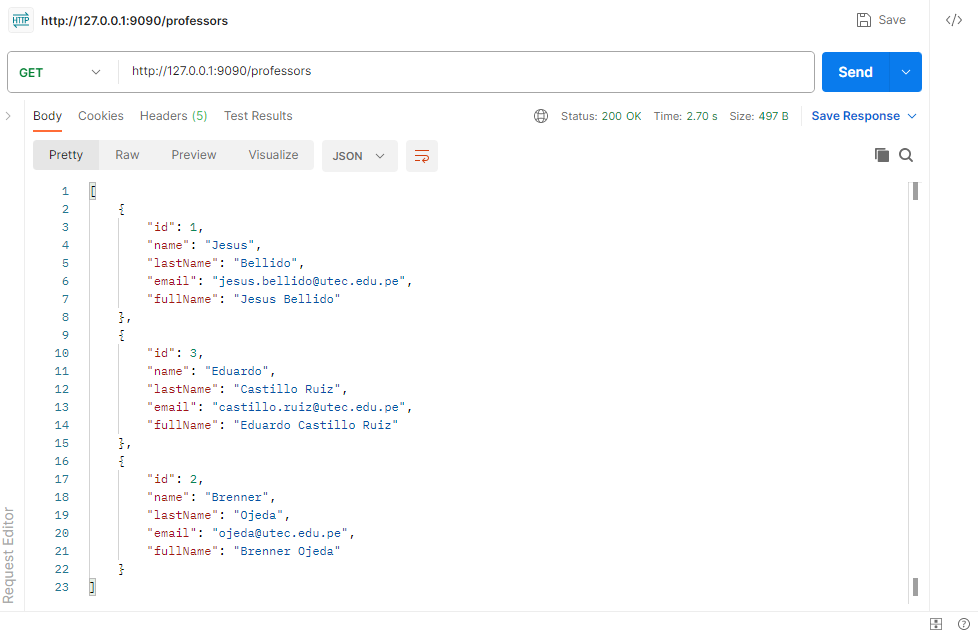 HTTP http://127.0.0.1:9090/professors Save </>
GET http://127.0.0.1:9090/professors Send
Body Cookies Headers (5) Test Results Status: 200 OK Time: 2.70 s Size: 497 B Save Response
Pretty Raw Preview Visualize JSON
1 [
2 {
3 "id": 1,
4 "name": "Jesus",
5 "lastName": "Bellido",
6 "email": "jesus.bellido@utec.edu.pe",
7 "fullName": "Jesus Bellido"
8 },
9 {
10 "id": 3,
11 "name": "Eduardo",
12 "lastName": "Castillo Ruiz",
13 "email": "castillo.ruiz@utec.edu.pe",
14 "fullName": "Eduardo Castillo Ruiz"
15 },
16 {
17 "id": 2,
18 "name": "Brenner",
19 "lastName": "Ojeda",
20 "email": "ojeda@utec.edu.pe",
21 "fullName": "Brenner Ojeda"
22 }
23 ]
Request Editor